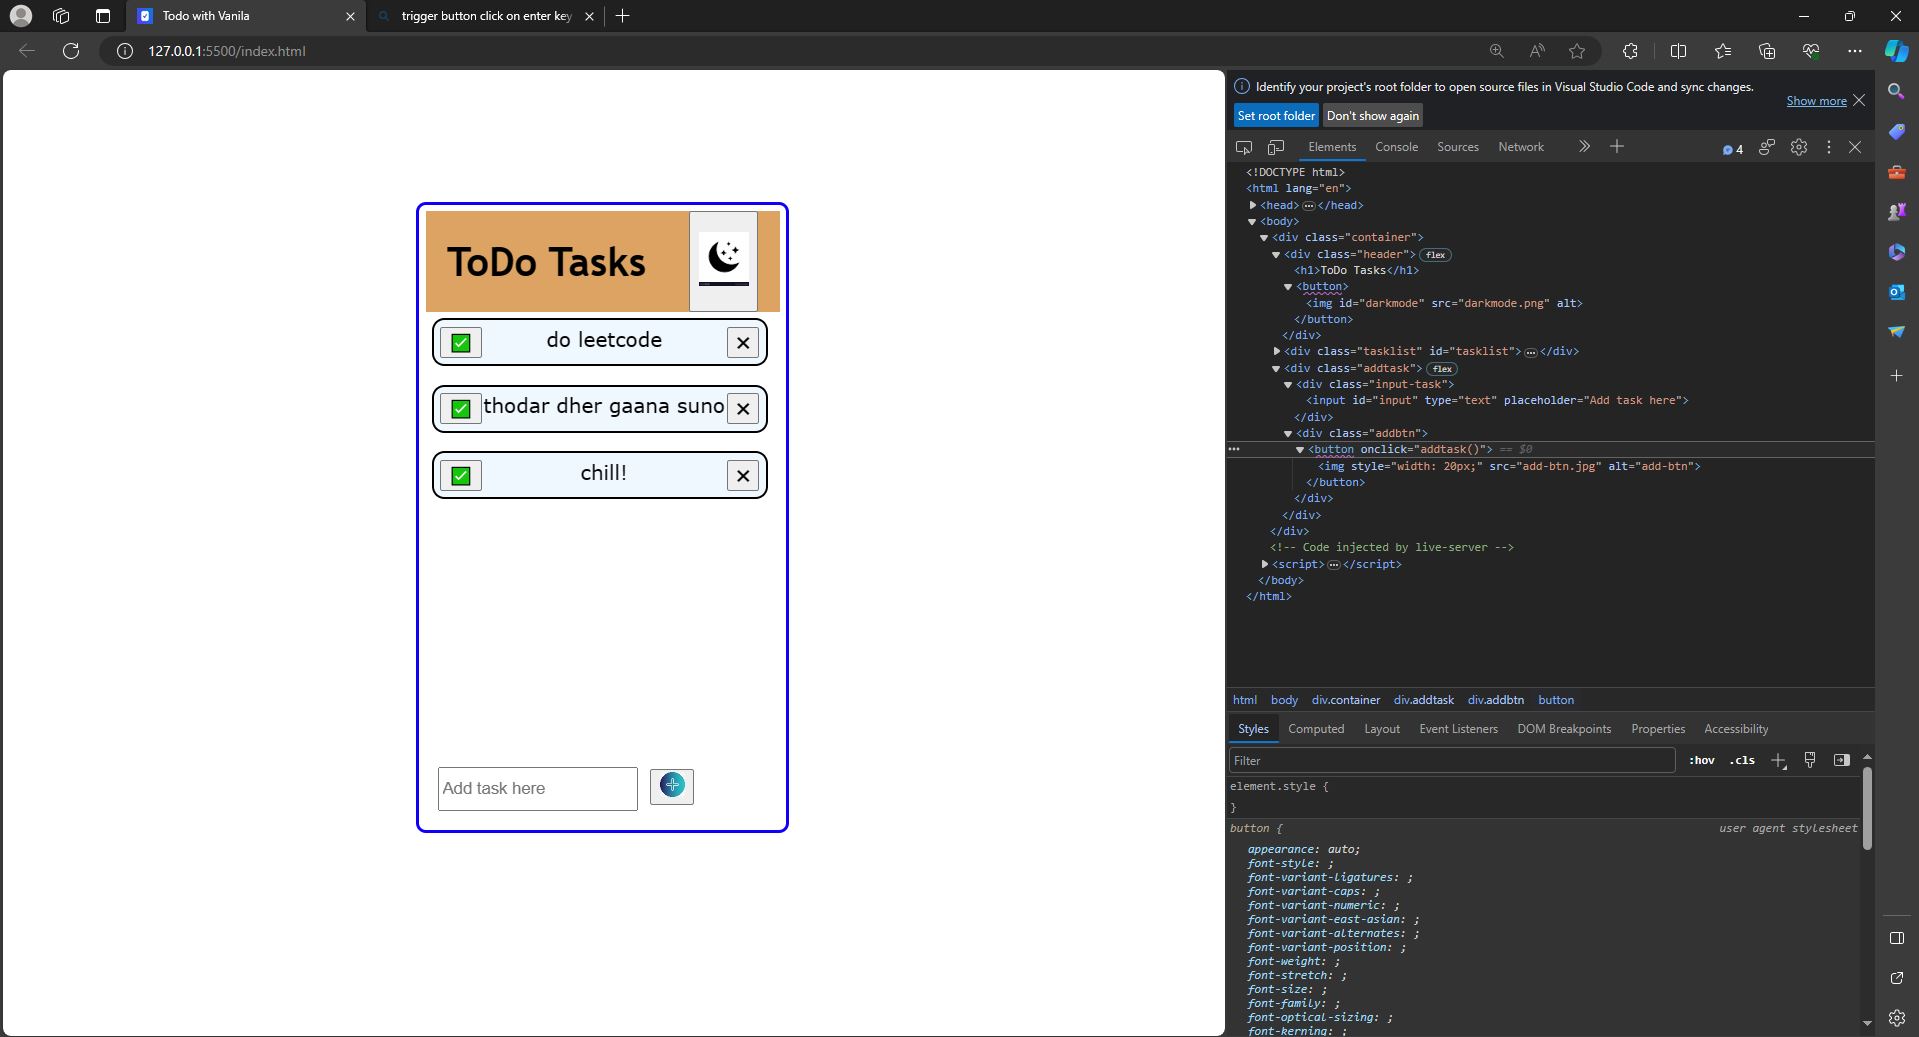 Todo with Vanila
trigger button click on enter key
127.0.0.1:5500/index.html
ToDo Tasks
do leetcode
thodar dher gaana suno
chill!
Add task here
Identify your project's root folder to open source files in Visual Studio Code and sync changes.
Show more
Set root folder Don't show again
Elements Console Sources Network 4
<!DOCTYPE html>
<html lang="en">
<head> </head>
<body>
<div class="container">
<div class="header"> flex
<h1>ToDo Tasks</h1>
<button>
<img id="darkmode" src="darkmode.png" alt>
</button>
</div>
<div class="tasklist" id="tasklist"> </div>
<div class="addtask"> flex
<div class="input-task">
<input id="input" type="text" placeholder="Add task here">
</div>
<div class="addbtn">
<button onclick="addtask()"> == $0
<img style="width: 20px;" src="add-btn.jpg" alt="add-btn">
</button>
</div>
</div>
</div>
<!-- Code injected by live-server -->
<script> </script>
</body>
</html>
html body div.container div.addtask div.addbtn button
Styles Computed Layout Event Listeners DOM Breakpoints Properties Accessibility
Filter :hov .cls
element.style {
}
button { user agent stylesheet
appearance: auto;
font-style: ;
font-variant-ligatures: ;
font-variant-caps: ;
font-variant-numeric: ;
font-variant-east-asian: ;
font-variant-alternates: ;
font-variant-position: ;
font-weight: ;
font-stretch: ;
font-size: ;
font-family: ;
font-optical-sizing: ;
font-kerning: ;